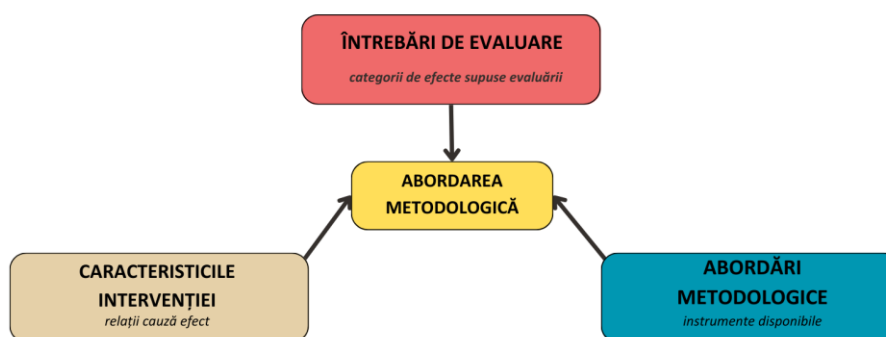 ÎNTREBĂRI DE EVALUARE
categorii de efecte supuse evaluării
ABORDAREA
METODOLOGICĂ
CARACTERISTICILE
INTERVENȚIEI
relații cauză efect
ABORDĂRI
METODOLOGICE
instrumente disponibile